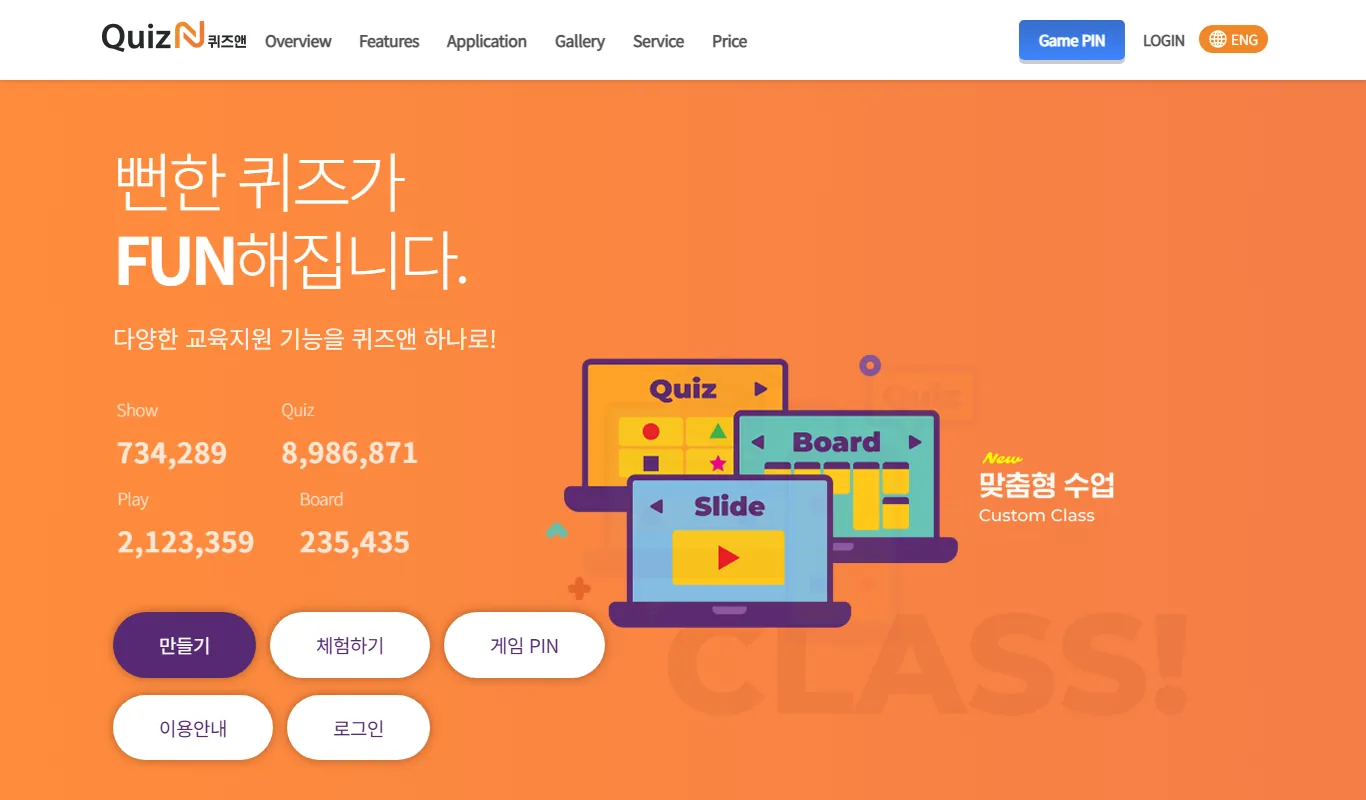 QuizN 퀴즈앤
Overview
Features
Application
Gallery
Service
Price
Game PIN
LOGIN
ENG
뻔한 퀴즈가
FUN해집니다.
다양한 교육지원 기능을 퀴즈앤 하나로!
Show
734,289
Quiz
8,986,871
Play
2,123,359
Board
235,435
만들기
체험하기
게임 PIN
이용안내
로그인
Quiz
Quiz
Board
Slide
New
맞춤형 수업
Custom Class
CLASS!